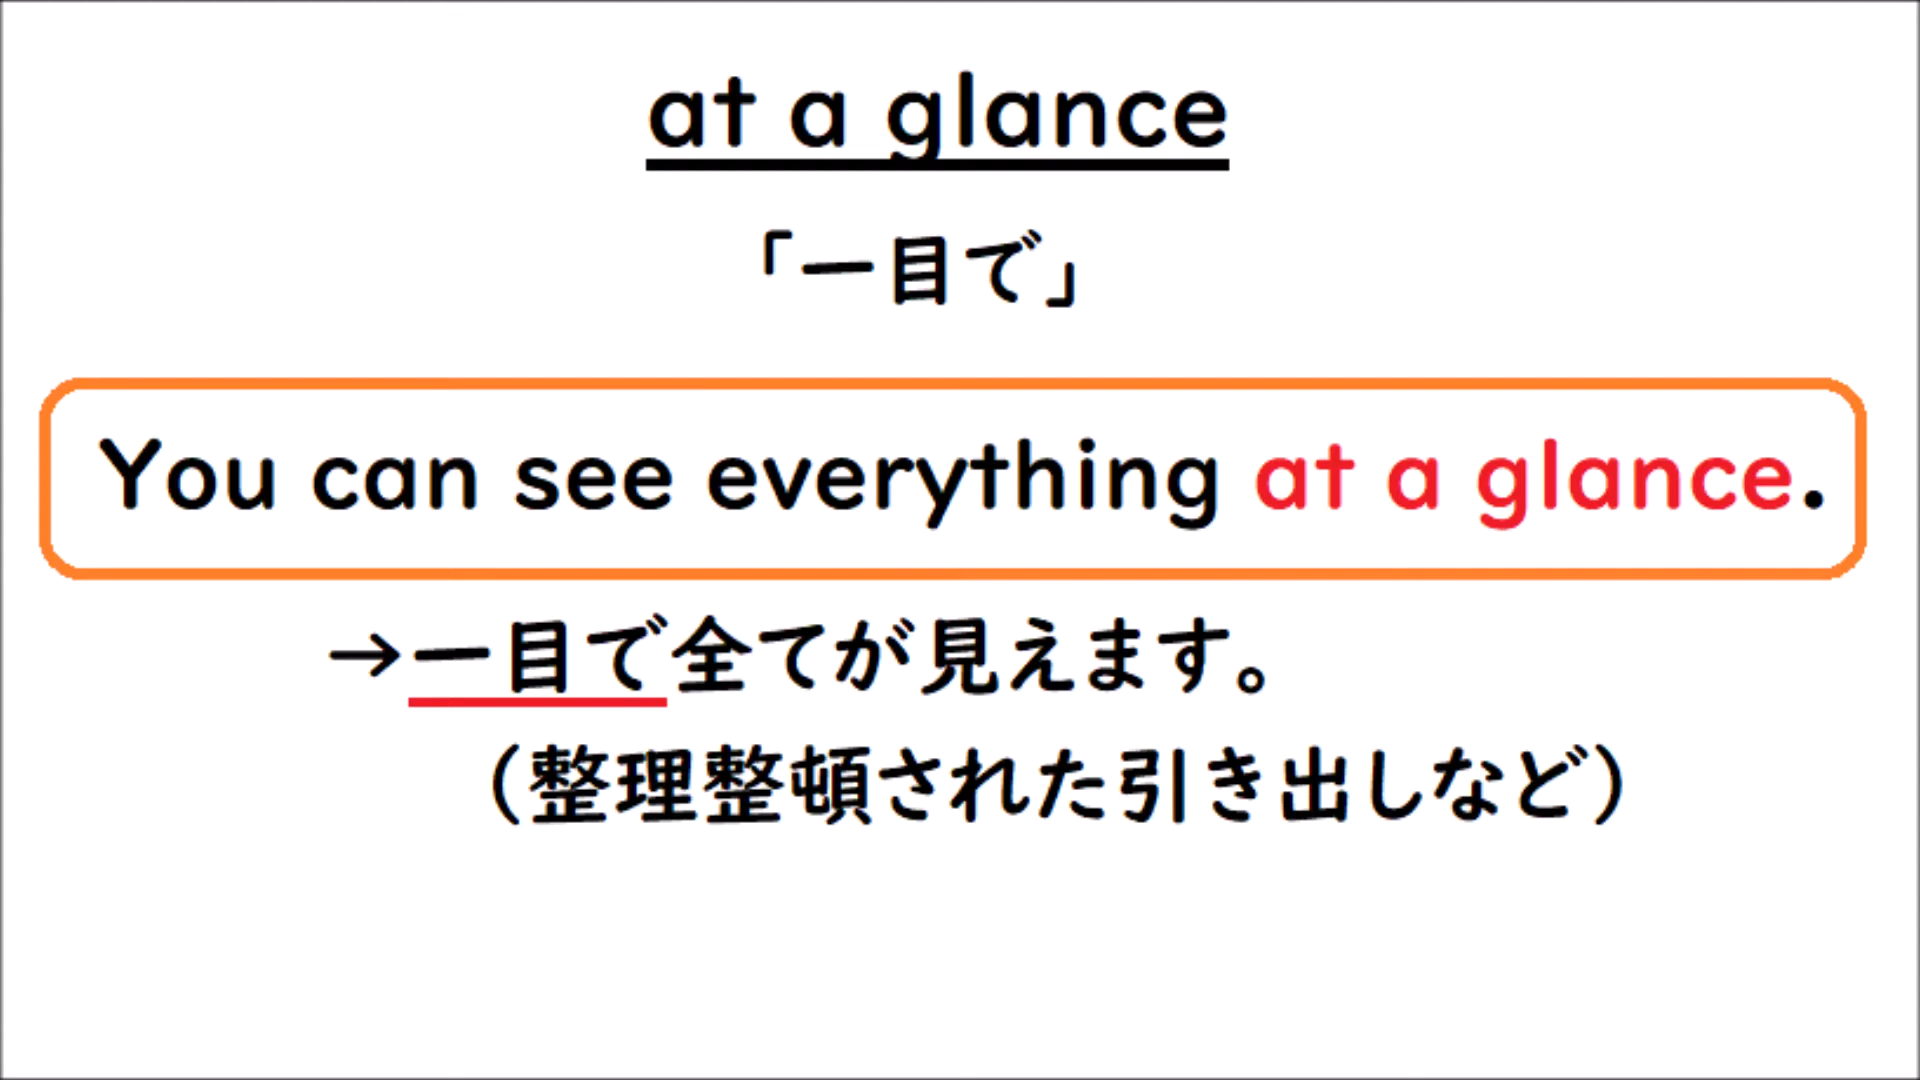 at a glance
「一目で」
You can see everything at a glance.
→一目で全てが見えます。
（整理整頓された引き出しなど）